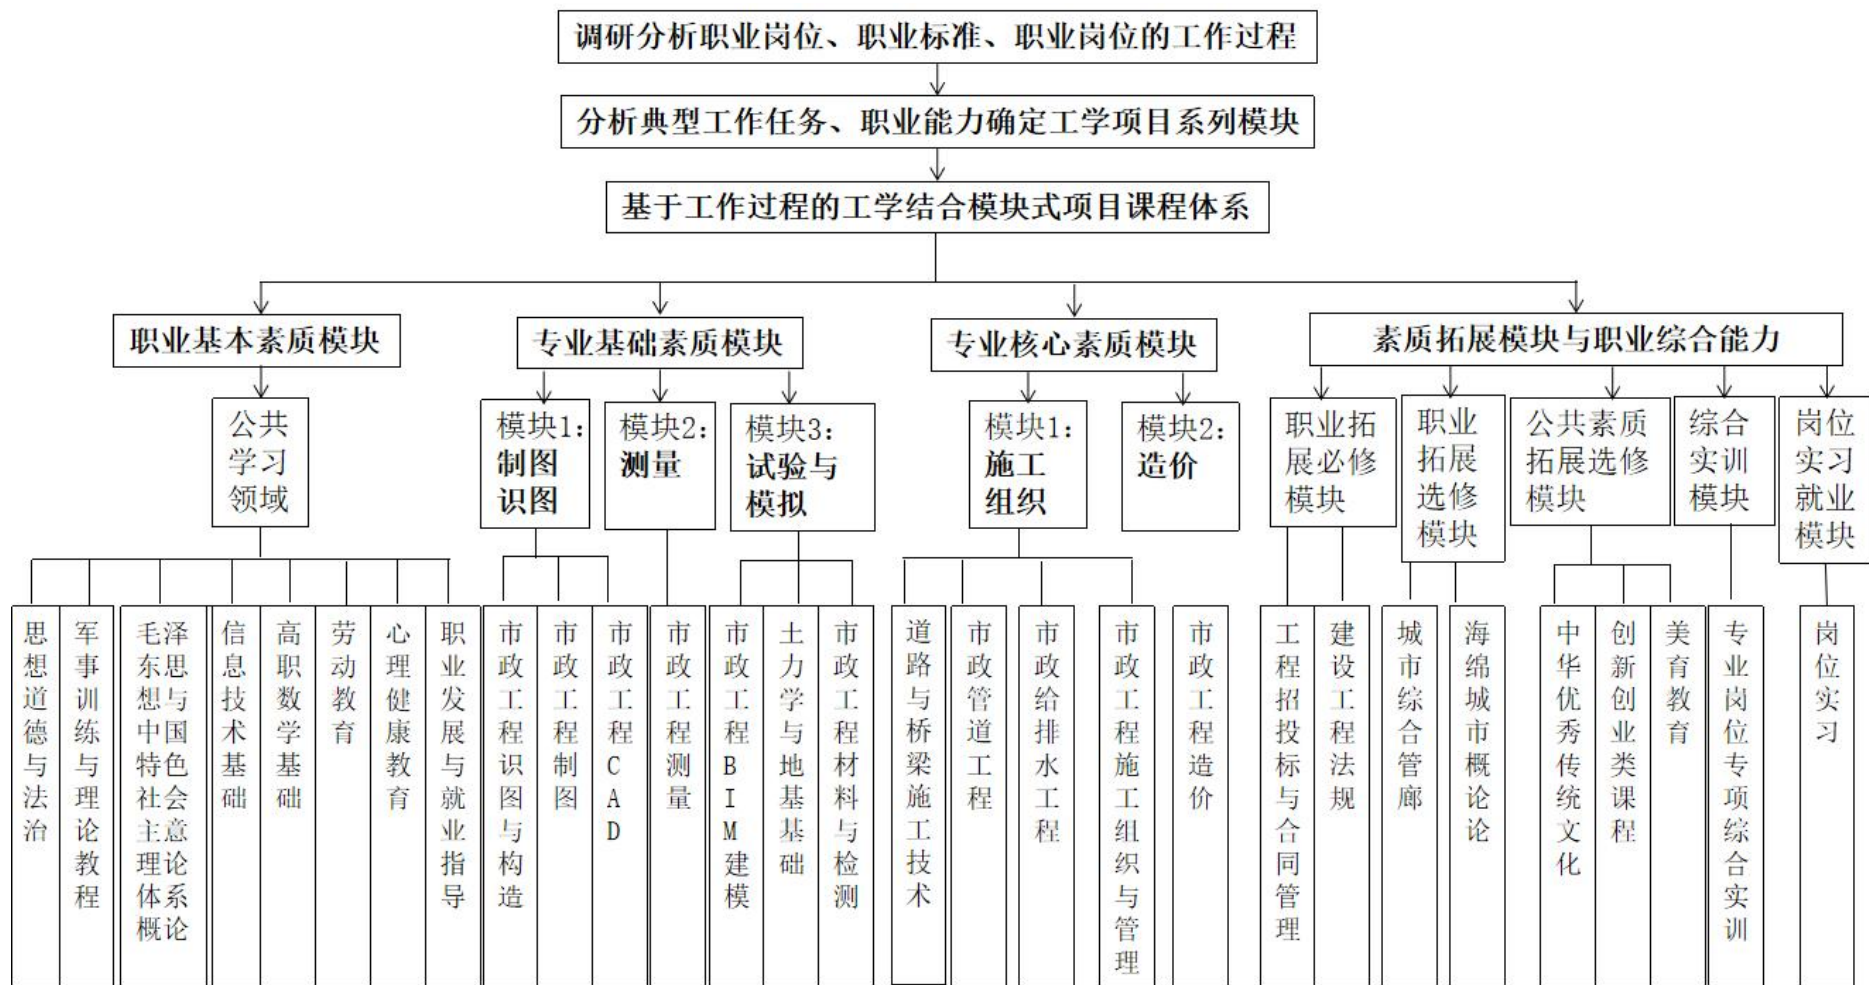 调研分析职业岗位、职业标准、职业岗位的工作过程
分析典型工作任务、职业能力确定工学项目系列模块
基于工作过程的工学结合模块式项目课程体系
职业基本素质模块
专业基础素质模块
专业核心素质模块
素质拓展模块与职业综合能力
公共
学习
领域
模块1:
制图
识图
模块2:
测量
模块3:
试验与
模拟
模块1:
施工
组织
模块2:
造价
职业拓
展必修
模块
职业
拓展
选修
模块
公共素质
拓展选修
模块
综合
实训
模块
岗位
实习
就业
模块
思想道德与法治
军事训练与理论教程
毛泽
东思
想与
中国
特色
社会
主意
理论
体系
概论
信息技术基础
高职数学基础
劳动教育
心理健康教育
职业发展与就业指导
市政工程识图与构造
市政工程制图
市政工程CAD
市政工程测量
市政工程BIM建模
土力学与地基基础
市政工程材料与检测
道路与桥梁施工技术
市政管道工程
市政给排水工程
市政工程施工组织与管理
市政工程造价
工程招投标与合同管理
建设工程法规
城市综合管廊
海绵城市概论论
中华优秀传统文化
创新创业类课程
美育教育
专业岗位专项综合实训
岗位实习